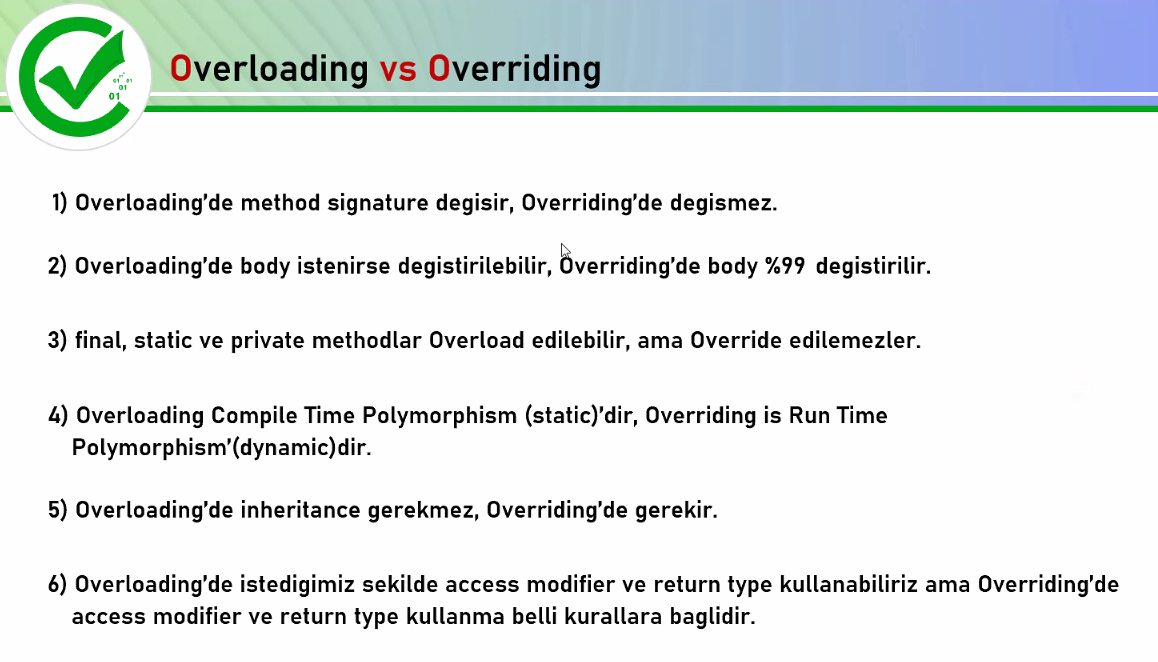 Overloading vs Overriding
01 01
01
01
1) Overloading’de method signature degisir, Overriding’de degismez.
2) Overloading’de body istenirse degistirilebilir, Overriding’de body %99 degistirilir.
3) final, static ve private methodlar Overload edilebilir, ama Override edilemezler.
4) Overloading Compile Time Polymorphism (static)’dir, Overriding is Run Time
Polymorphism’(dynamic)dir.
5) Overloading’de inheritance gerekmez, Overriding’de gerekir.
6) Overloading’de istedigimiz sekilde access modifier ve return type kullanabiliriz ama Overriding’de
access modifier ve return type kullanma belli kurallara baglidir.